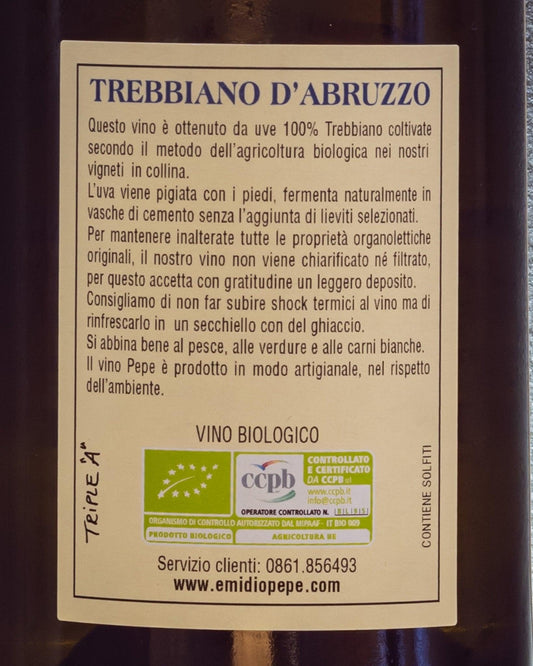 TREBBIANO D'ABRUZZO
Questo vino è ottenuto da uve 100% Trebbiano coltivate
secondo il metodo dell'agricoltura biologica nei nostri
vigneti in collina.
L'uva viene pigiata con i piedi, fermenta naturalmente in
vasche di cemento senza l'aggiunta di lieviti selezionati.
Per mantenere inalterate tutte le proprietà organolettiche
originali, il nostro vino non viene chiarificato né filtrato,
per questo accetta con gratitudine un leggero deposito.
Consigliamo di non far subire shock termici al vino ma di
rinfrescarlo in un secchiello con del ghiaccio.
Si abbina bene al pesce, alle verdure e alle carni bianche.
Il vino Pepe è prodotto in modo artigianale, nel rispetto
dell'ambiente.
TRIPLE "A"
VINO BIOLOGICO
ccpb
CONTROLLATO
E CERTIFICATO
DA CCPB srl
www.ccpb.it
info@ccpb.it
OPERATORE CONTROLLATO N.
ORGANISMO DI CONTROLLO AUTORIZZATO DAL MIPAAF - IT BIO 009
PRODOTTO BIOLOGICO
AGRICOLTURA UE
CONTIENE SOLFITI
Servizio clienti: 0861.856493
www.emidiopepe.com